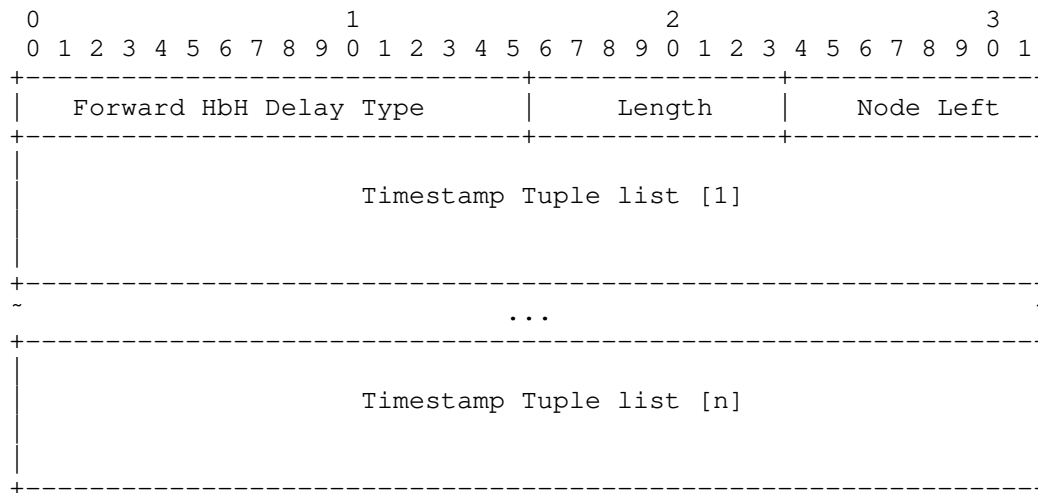 0                   1                   2                   3
0 1 2 3 4 5 6 7 8 9 0 1 2 3 4 5 6 7 8 9 0 1 2 3 4 5 6 7 8 9 0 1
+-------------------------------+---------------+---------------
|   Forward HbH Delay Type      |     Length    |    Node Left
+-------------------------------+---------------+---------------
|
|                     Timestamp Tuple list [1]
|
|
+---------------------------------------------------------------
~                              ...                              ~
+---------------------------------------------------------------
|
|                     Timestamp Tuple list [n]
|
|
+---------------------------------------------------------------